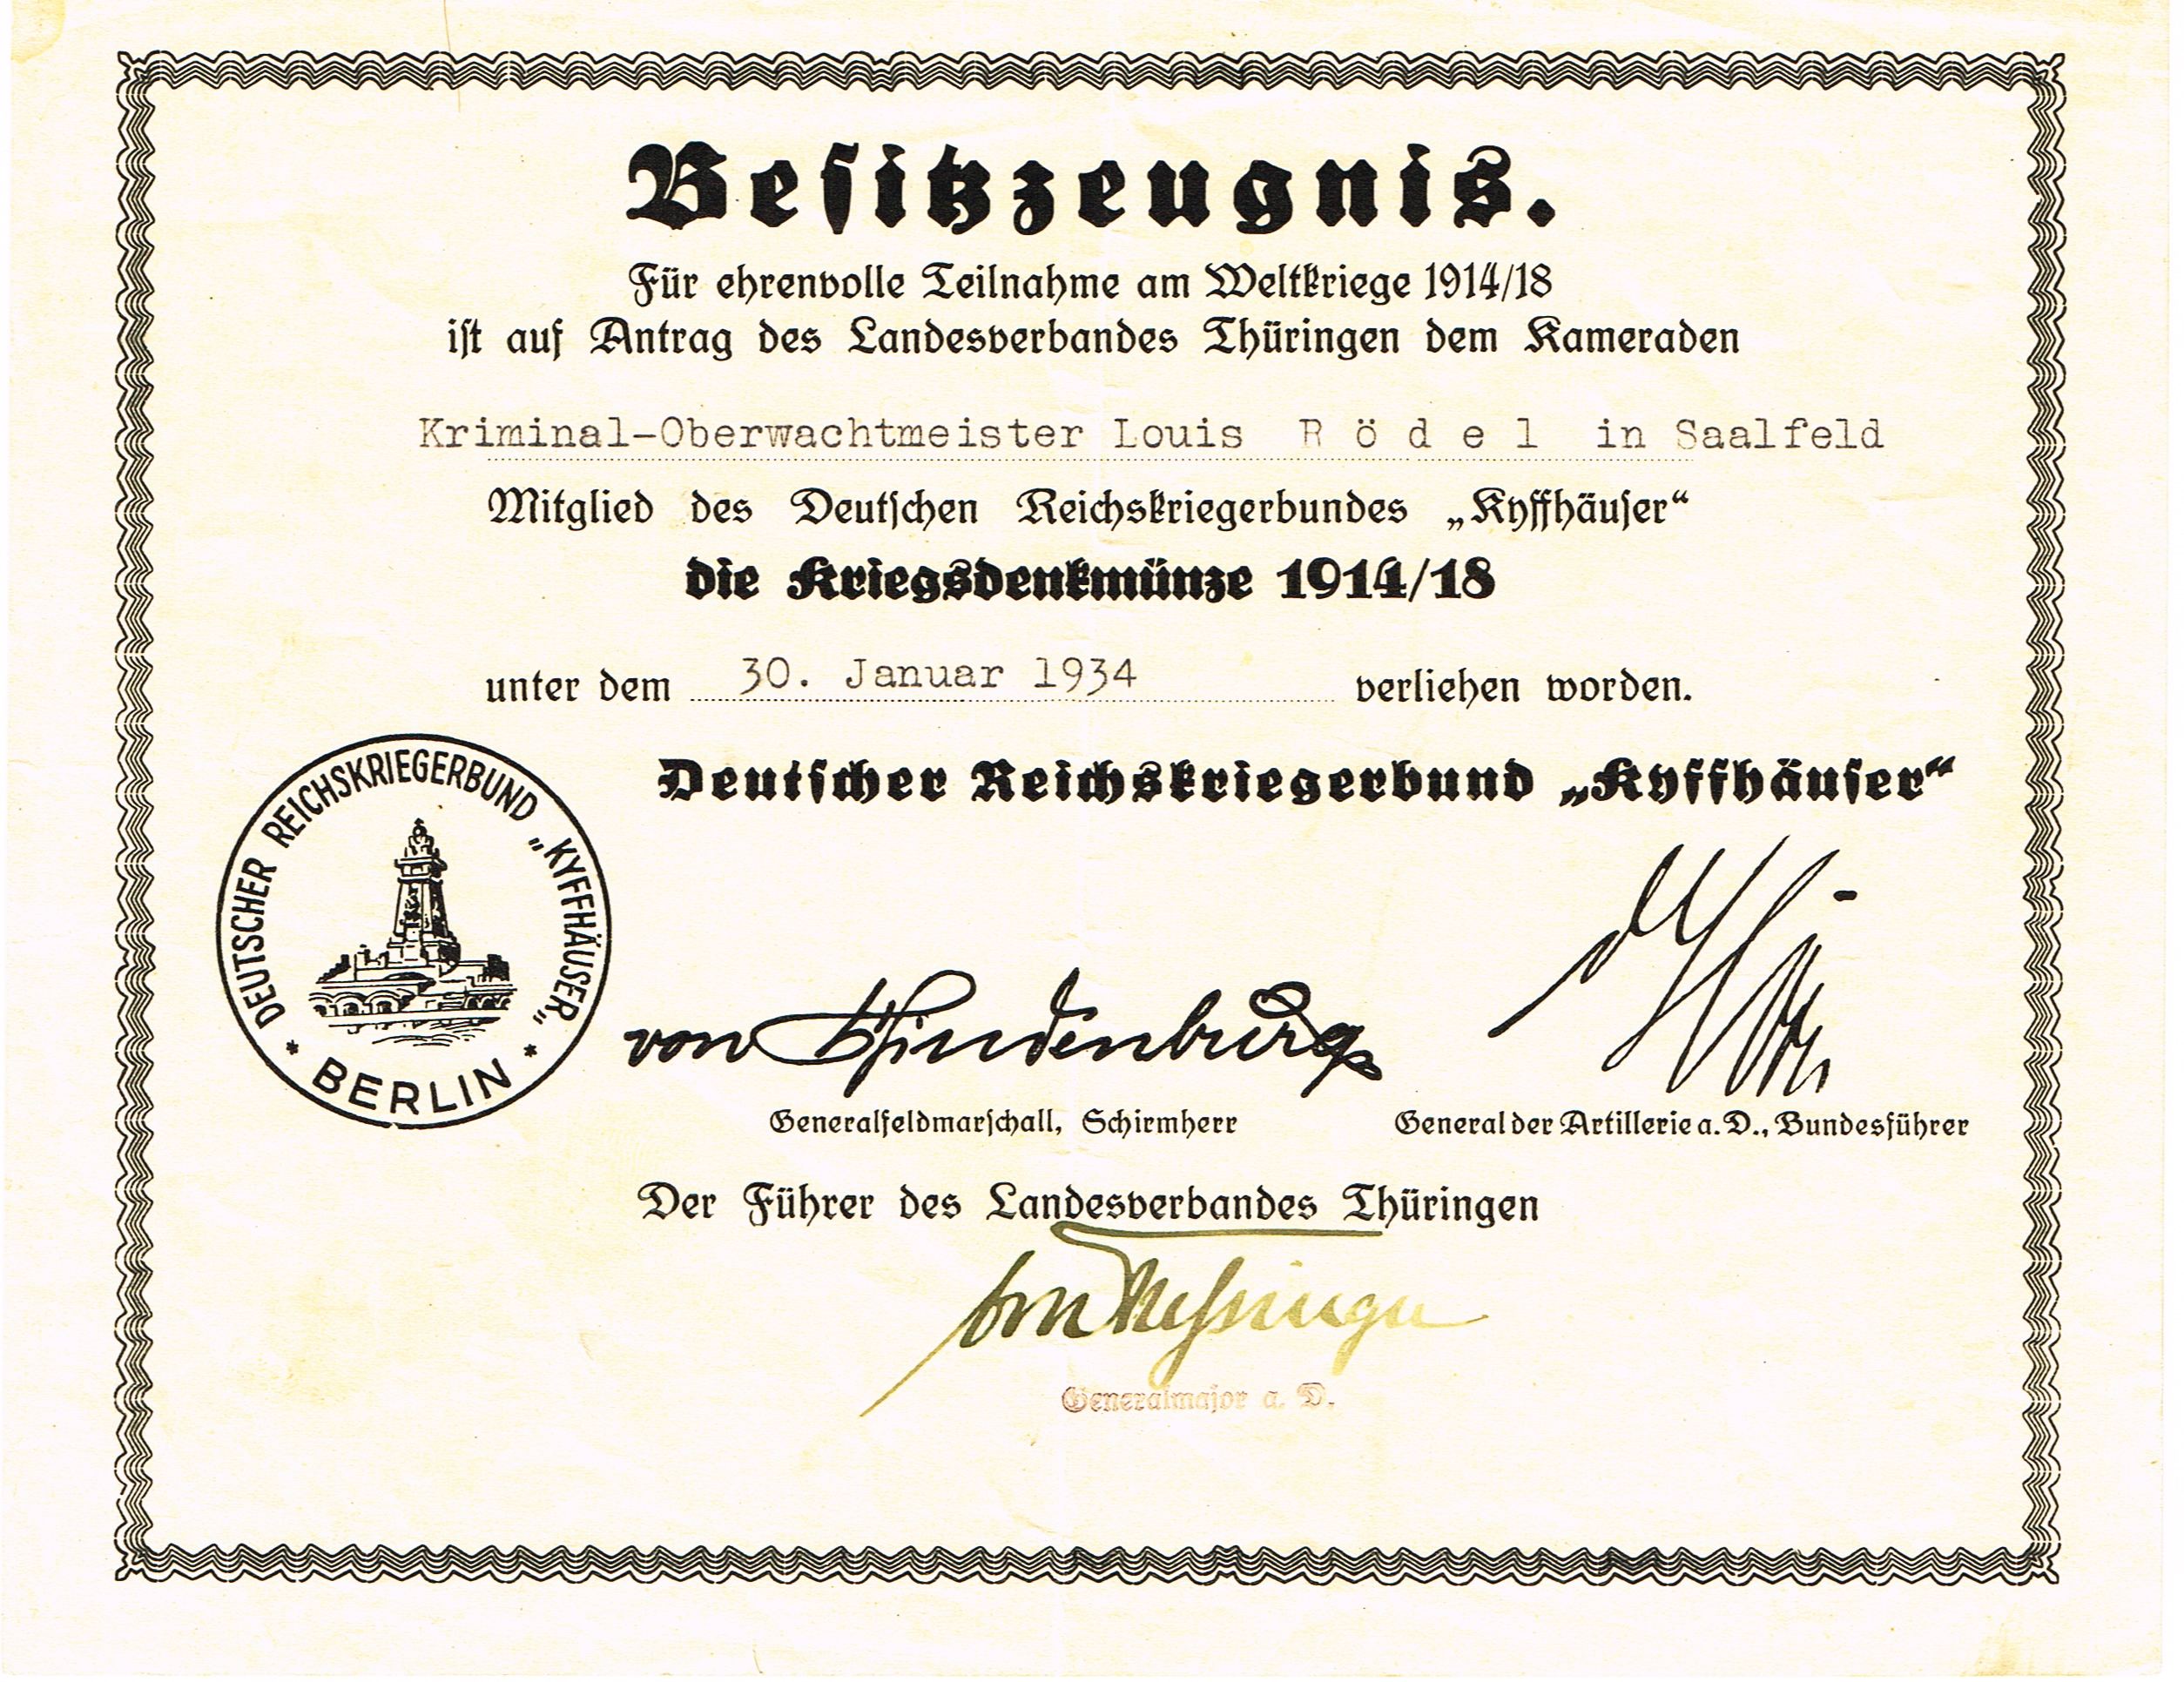 Besitzzeugnis.
Für ehrenvolle Teilnahme am Weltkriege 1914/18
ist auf Antrag des Landesverbandes Thüringen dem Kameraden
Kriminal-Oberwachtmeister Louis R ö d e l in Saalfeld
Mitglied des Deutschen Reichskriegerbundes „Kyffhäuser“
die Kriegsdenkmünze 1914/18
unter dem 30. Januar 1934 verliehen worden.
Deutscher Reichskriegerbund „Kyffhäuser“
DEUTSCHER REICHSKRIEGERBUND „KYFFHÄUSER„
* BERLIN *
von Hindenburg
Generalfeldmarschall, Schirmherr
General der Artillerie a. D., Bundesführer
Der Führer des Landesverbandes Thüringen
Generalmajor a. D.